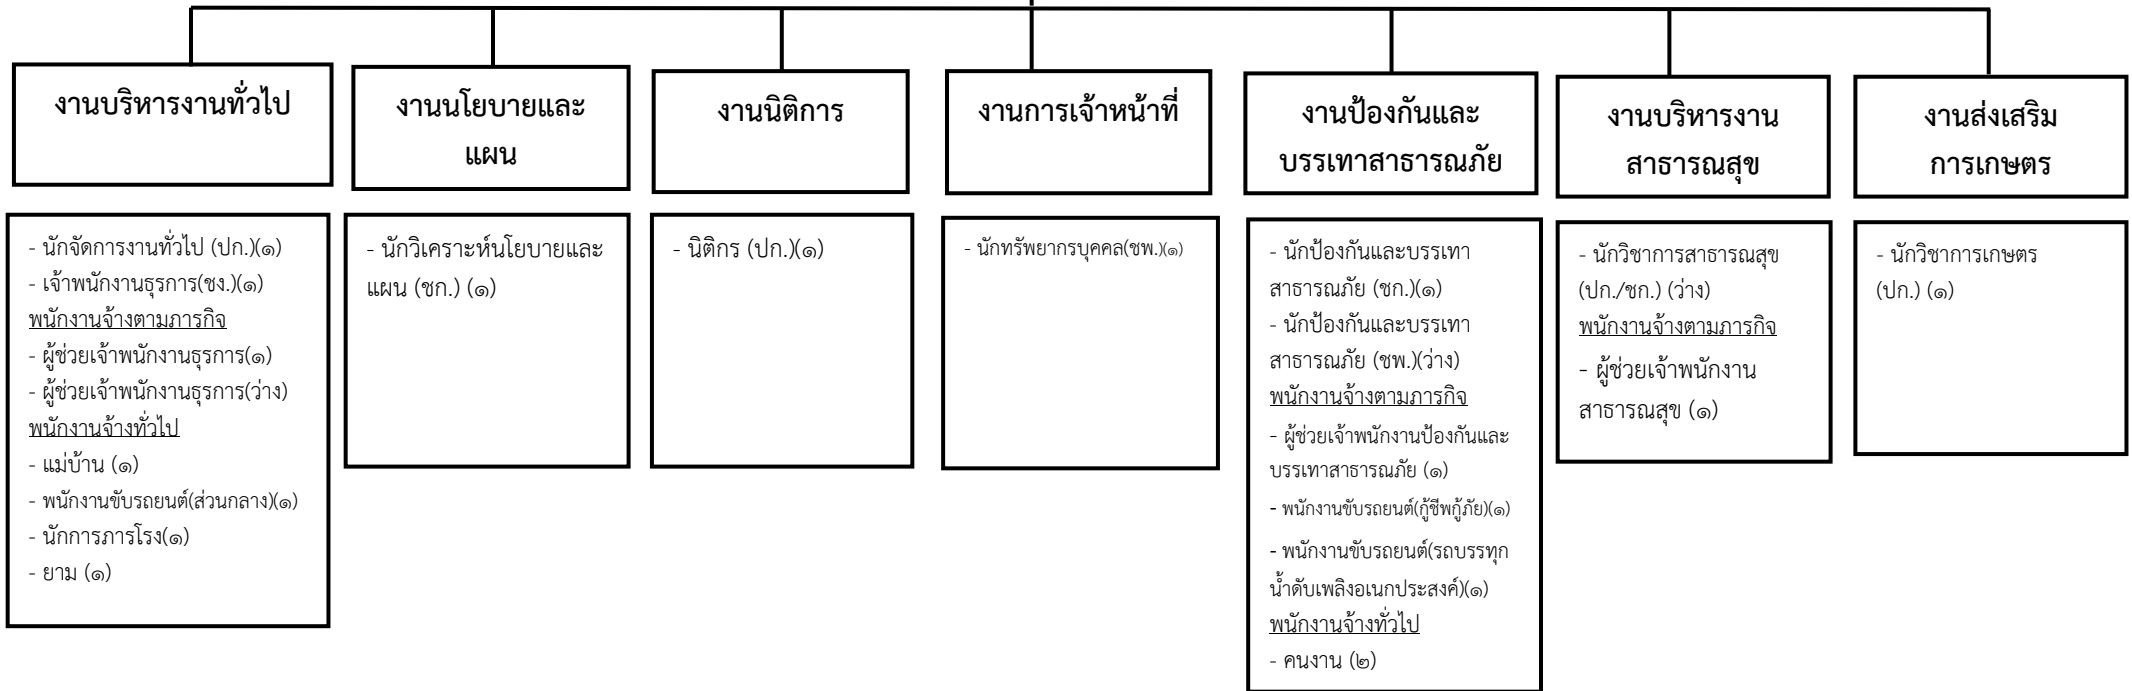 งานบริหารงานทั่วไป
งานนโยบายและ
แผน
งานนิติการ
งานการเจ้าหน้าที่
งานป้องกันและ
บรรเทาสาธารณภัย
งานบริหารงาน
สาธารณสุข
งานส่งเสริม
การเกษตร
- นักจัดการงานทั่วไป (ปก.)(๑)
- เจ้าพนักงานธุรการ(ชง.)(๑)
พนักงานจ้างตามภารกิจ
- ผู้ช่วยเจ้าพนักงานธุรการ(๑)
- ผู้ช่วยเจ้าพนักงานธุรการ(ว่าง)
พนักงานจ้างทั่วไป
- แม่บ้าน (๑)
- พนักงานขับรถยนต์(ส่วนกลาง)(๑)
- นักการภารโรง(๑)
- ยาม (๑)
- นักวิเคราะห์นโยบายและ
แผน (ชก.) (๑)
- นิติกร (ปก.)(๑)
- นักทรัพยากรบุคคล(ชพ.)(๑)
- นักป้องกันและบรรเทา
สาธารณภัย (ชก.)(๑)
- นักป้องกันและบรรเทา
สาธารณภัย (ชพ.)(ว่าง)
พนักงานจ้างตามภารกิจ
- ผู้ช่วยเจ้าพนักงานป้องกันและ
บรรเทาสาธารณภัย (๑)
- พนักงานขับรถยนต์(กู้ชีพกู้ภัย)(๑)
- พนักงานขับรถยนต์(รถบรรทุก
น้ำดับเพลิงอเนกประสงค์)(๑)
พนักงานจ้างทั่วไป
- คนงาน (๒)
- นักวิชาการสาธารณสุข
(ปก./ชก.) (ว่าง)
พนักงานจ้างตามภารกิจ
- ผู้ช่วยเจ้าพนักงาน
สาธารณสุข (๑)
- นักวิชาการเกษตร
(ปก.) (๑)